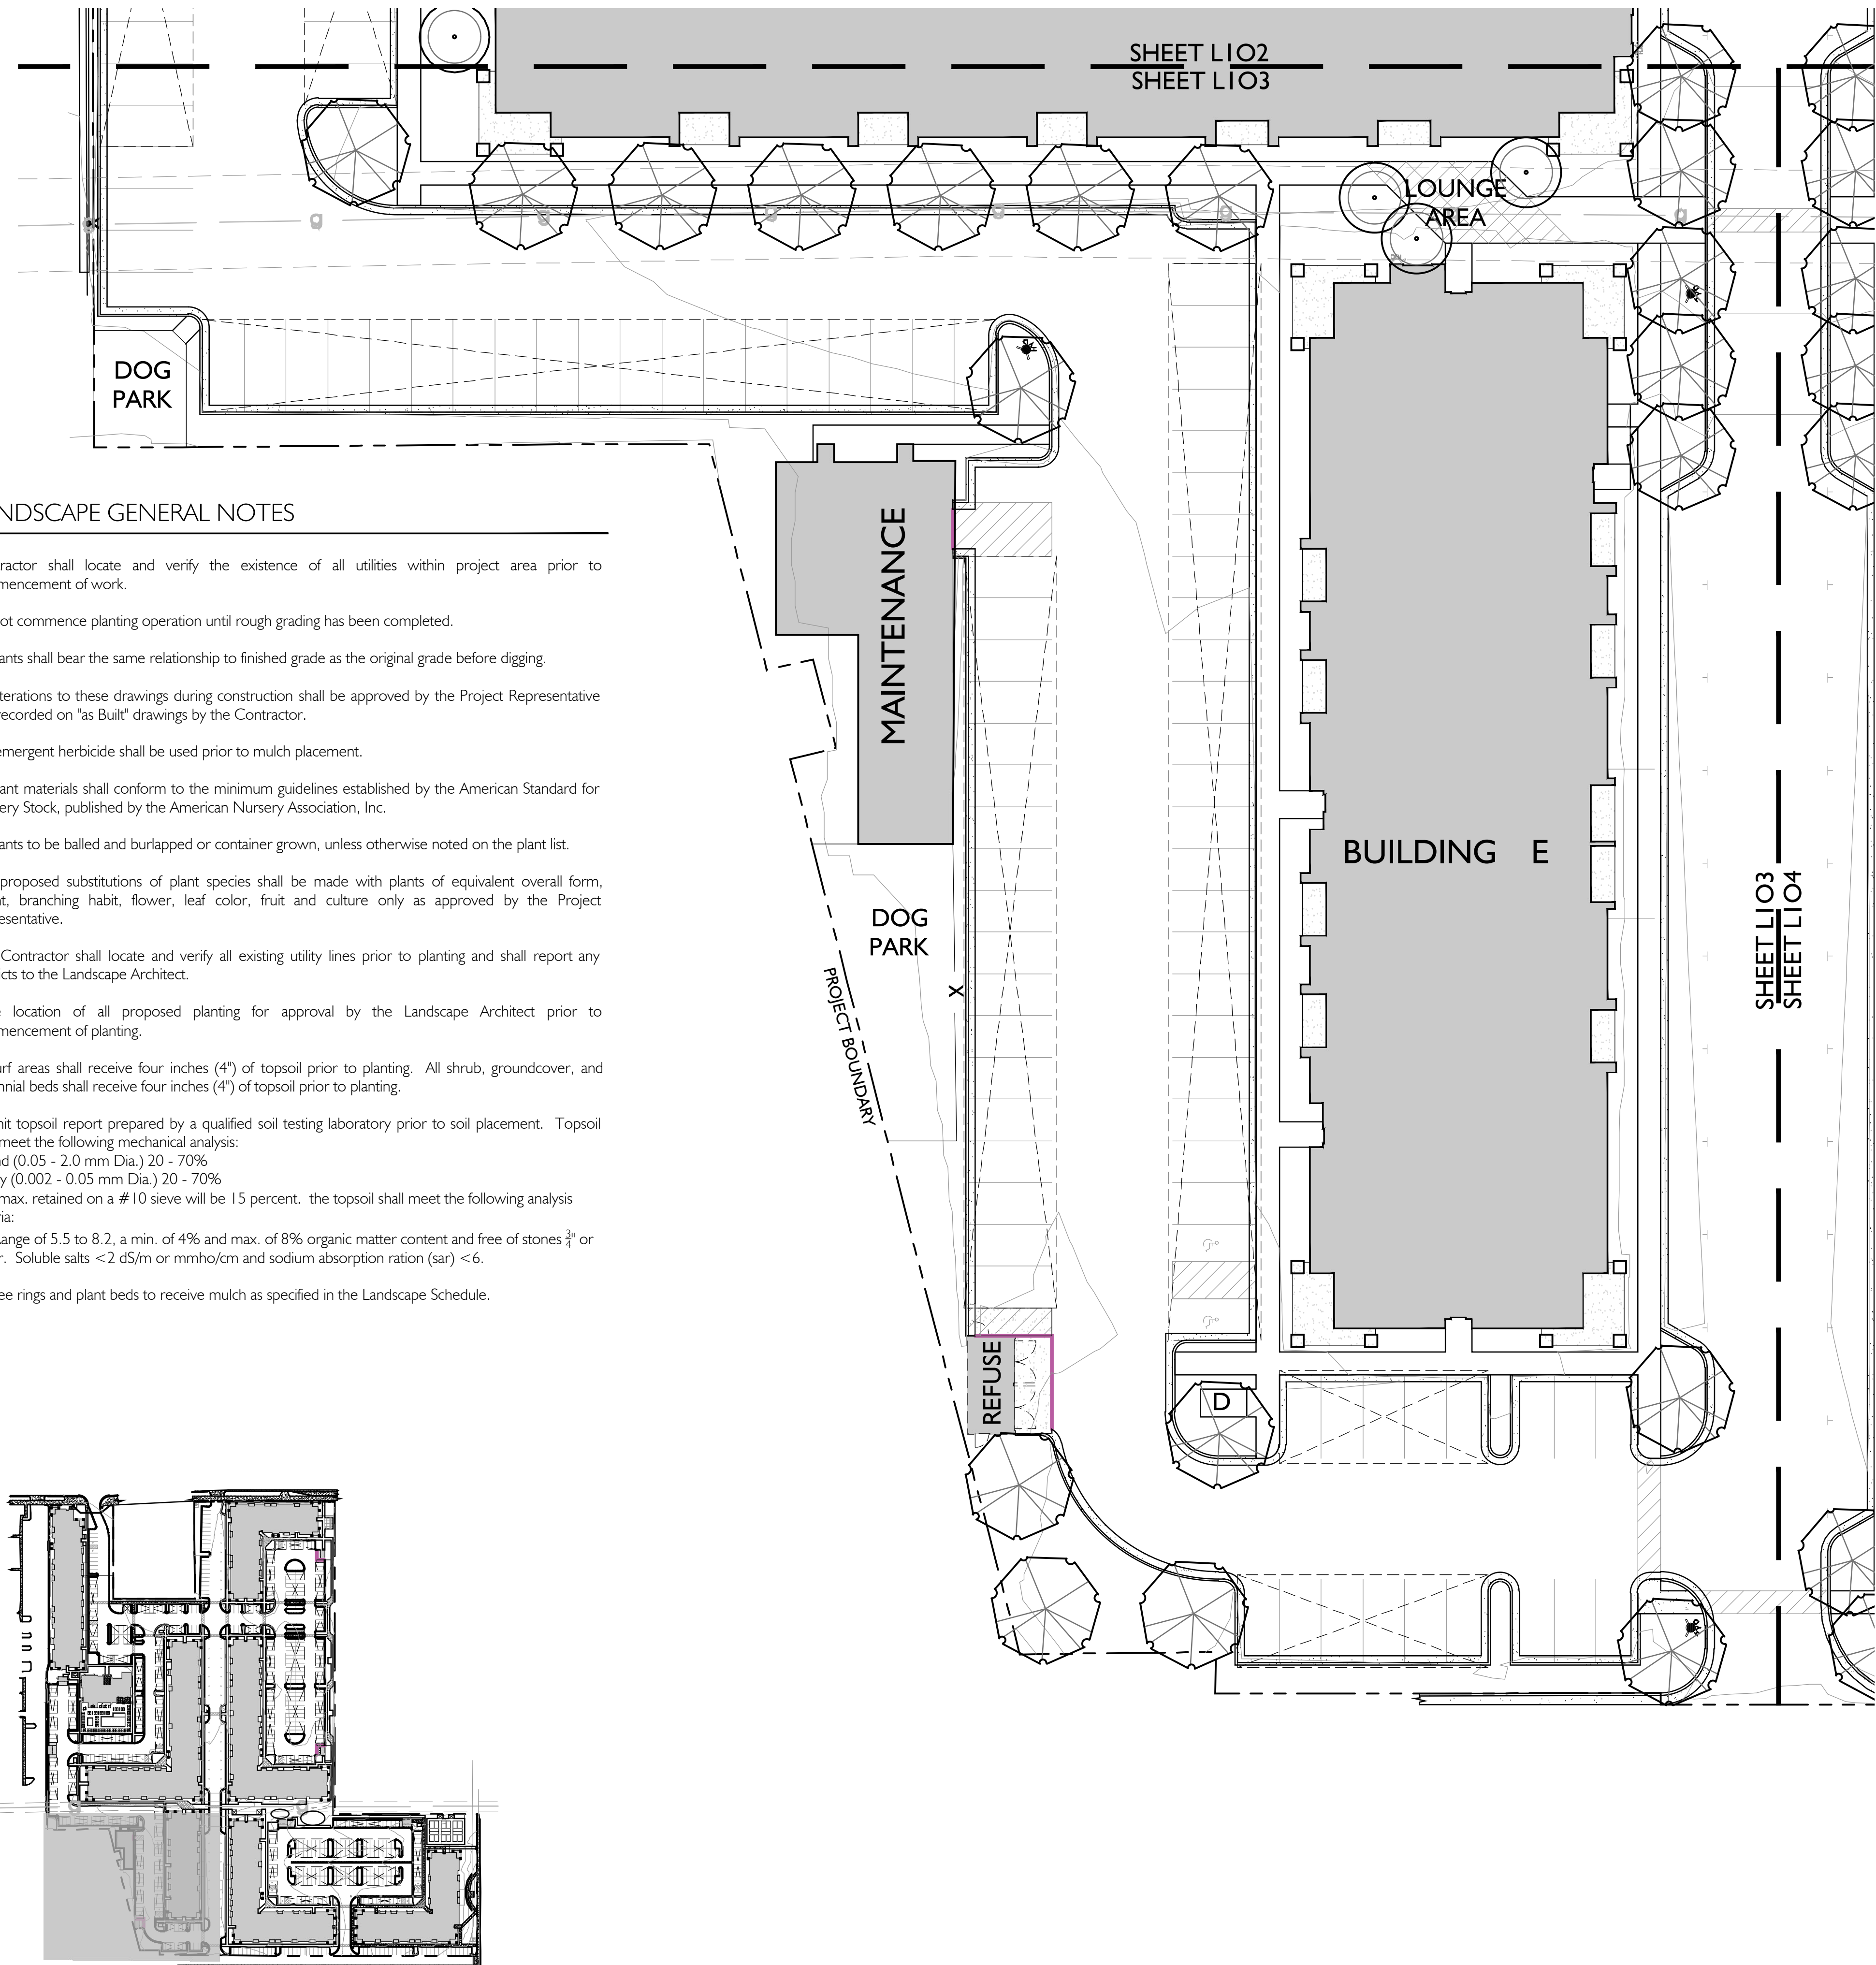 SHEET L102
SHEET L103
LOUNGE
AREA
g
g
g
g
g
g
g
X
DOG
PARK
NDSCAPE GENERAL NOTES
ractor shall locate and verify the existence of all utilities within project area prior to
mencement of work.
ot commence planting operation until rough grading has been completed.
ants shall bear the same relationship to finished grade as the original grade before digging.
terations to these drawings during construction shall be approved by the Project Representative
recorded on "as Built" drawings by the Contractor.
emergent herbicide shall be used prior to mulch placement.
ant materials shall conform to the minimum guidelines established by the American Standard for
ery Stock, published by the American Nursery Association, Inc.
ants to be balled and burlapped or container grown, unless otherwise noted on the plant list.
proposed substitutions of plant species shall be made with plants of equivalent overall form,
t, branching habit, flower, leaf color, fruit and culture only as approved by the Project
esentative.
Contractor shall locate and verify all existing utility lines prior to planting and shall report any
cts to the Landscape Architect.
e location of all proposed planting for approval by the Landscape Architect prior to
mencement of planting.
urf areas shall receive four inches (4") of topsoil prior to planting. All shrub, groundcover, and
nnial beds shall receive four inches (4") of topsoil prior to planting.
nit topsoil report prepared by a qualified soil testing laboratory prior to soil placement. Topsoil
meet the following mechanical analysis:
d (0.05 - 2.0 mm Dia.) 20 - 70%
y (0.002 - 0.05 mm Dia.) 20 - 70%
max. retained on a #10 sieve will be 15 percent. the topsoil shall meet the following analysis
ria:
ange of 5.5 to 8.2, a min. of 4% and max. of 8% organic matter content and free of stones 3/4" or
r. Soluble salts <2 dS/m or mmho/cm and sodium absorption ration (sar) <6.
ee rings and plant beds to receive mulch as specified in the Landscape Schedule.
MAINTENANCE
BUILDING E
DOG
PARK
X
PROJECT BOUNDARY
SHEET L103
SHEET L104
REFUSE
D